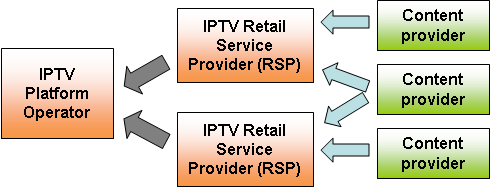 IPTV
Platform
Operator
IPTV Retail
Service
Provider (RSP)
IPTV Retail
Service
Provider (RSP)
Content
provider
Content
provider
Content
provider